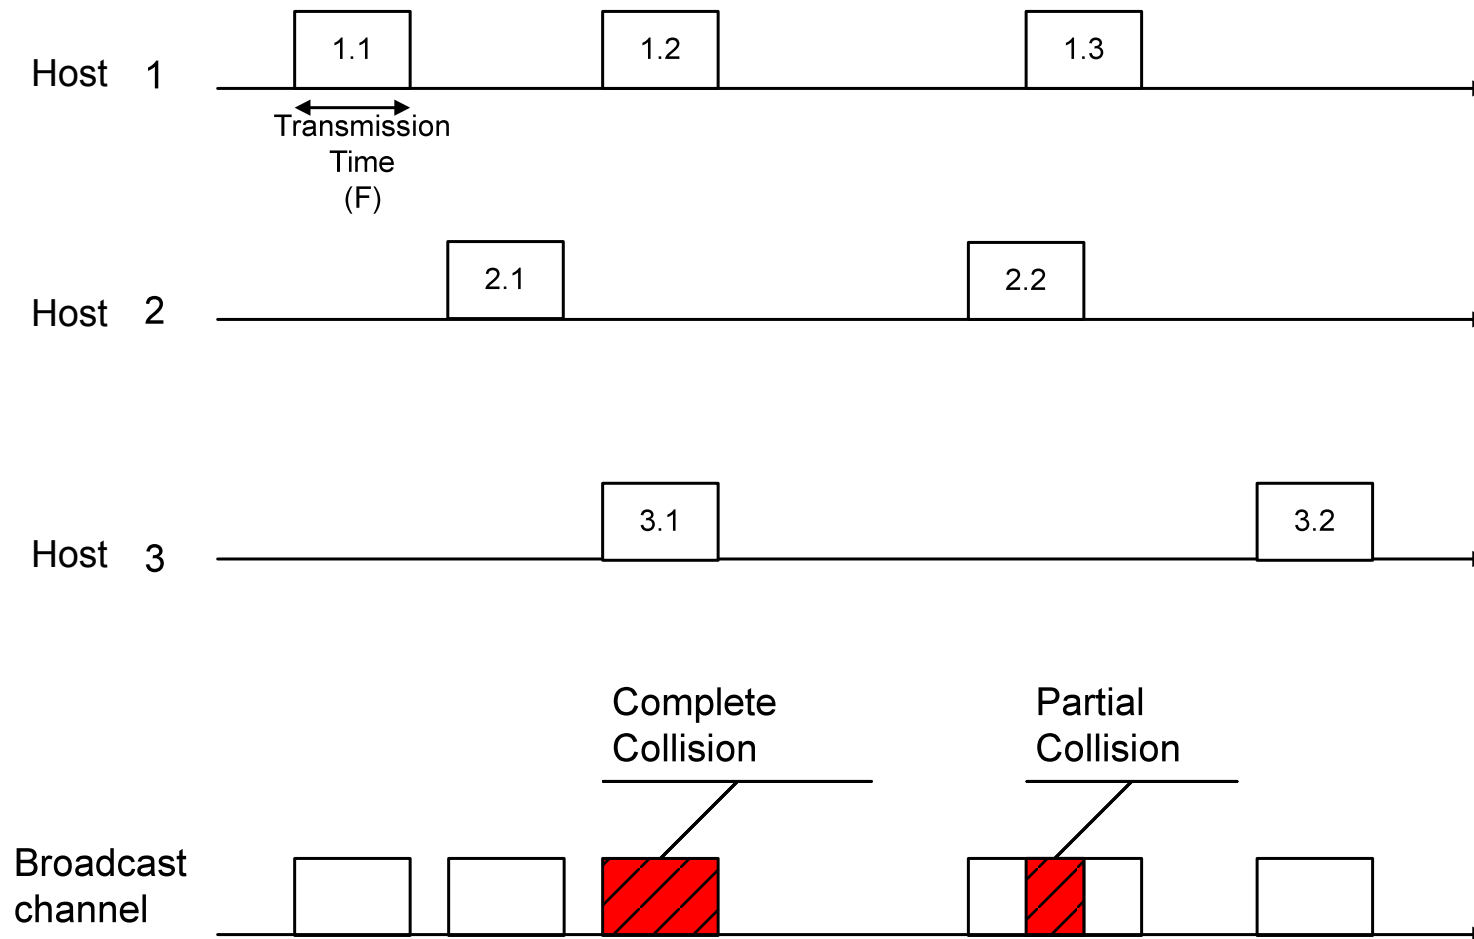 1.1
1.2
1.3
Host 1
Transmission
Time
(F)
2.1
2.2
Host 2
3.1
3.2
Host 3
Complete
Collision
Partial
Collision
Broadcast
channel